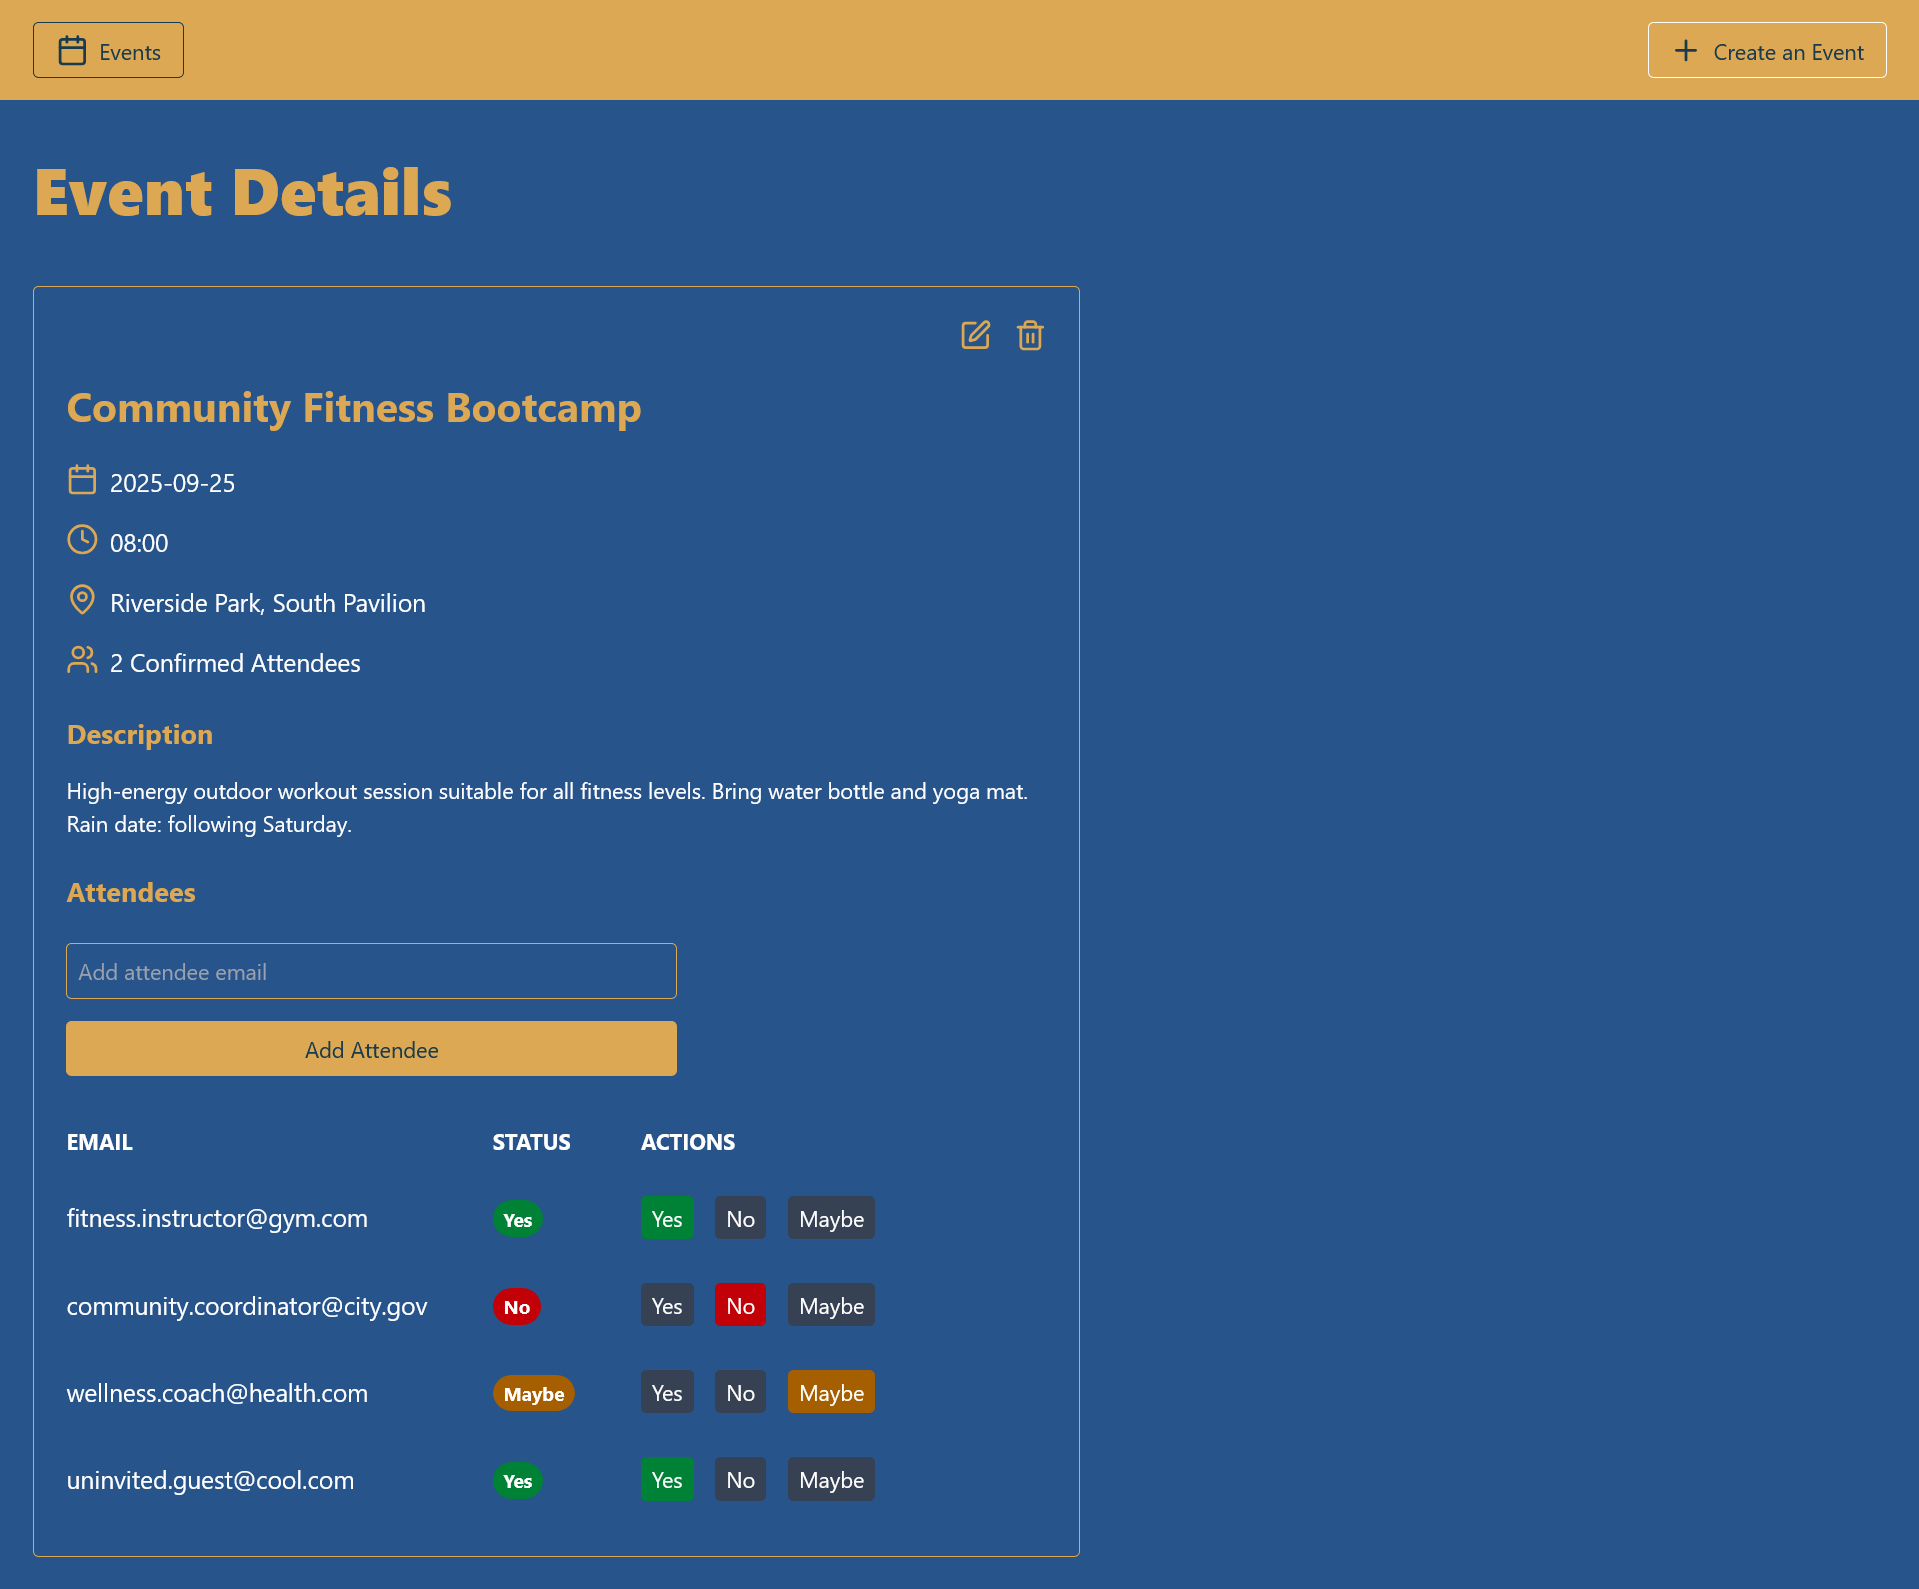 Events
Create an Event
Event Details
Community Fitness Bootcamp
2025-09-25
08:00
Riverside Park, South Pavilion
2 Confirmed Attendees
Description
High-energy outdoor workout session suitable for all fitness levels. Bring water bottle and yoga mat.
Rain date: following Saturday.
Attendees
Add attendee email
Add Attendee
EMAIL STATUS ACTIONS
fitness.instructor@gym.com Yes Yes No Maybe
community.coordinator@city.gov No Yes No Maybe
wellness.coach@health.com Maybe Yes No Maybe
uninvited.guest@cool.com Yes Yes No Maybe